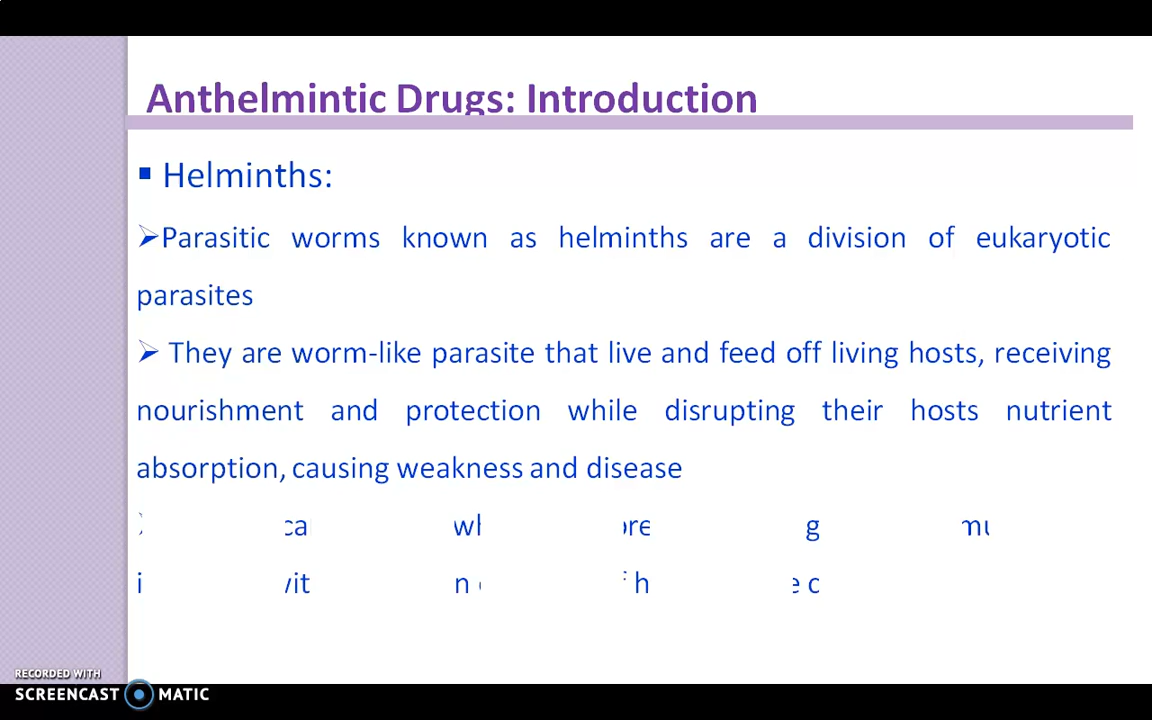 Anthelmintic Drugs: Introduction
▪ Helminths:
➢Parasitic worms known as helminths are a division of eukaryotic
parasites
➢ They are worm-like parasite that live and feed off living hosts, receiving
nourishment and protection while disrupting their hosts nutrient
absorption, causing weakness and disease
RECORDED WITH
SCREENCAST MATIC